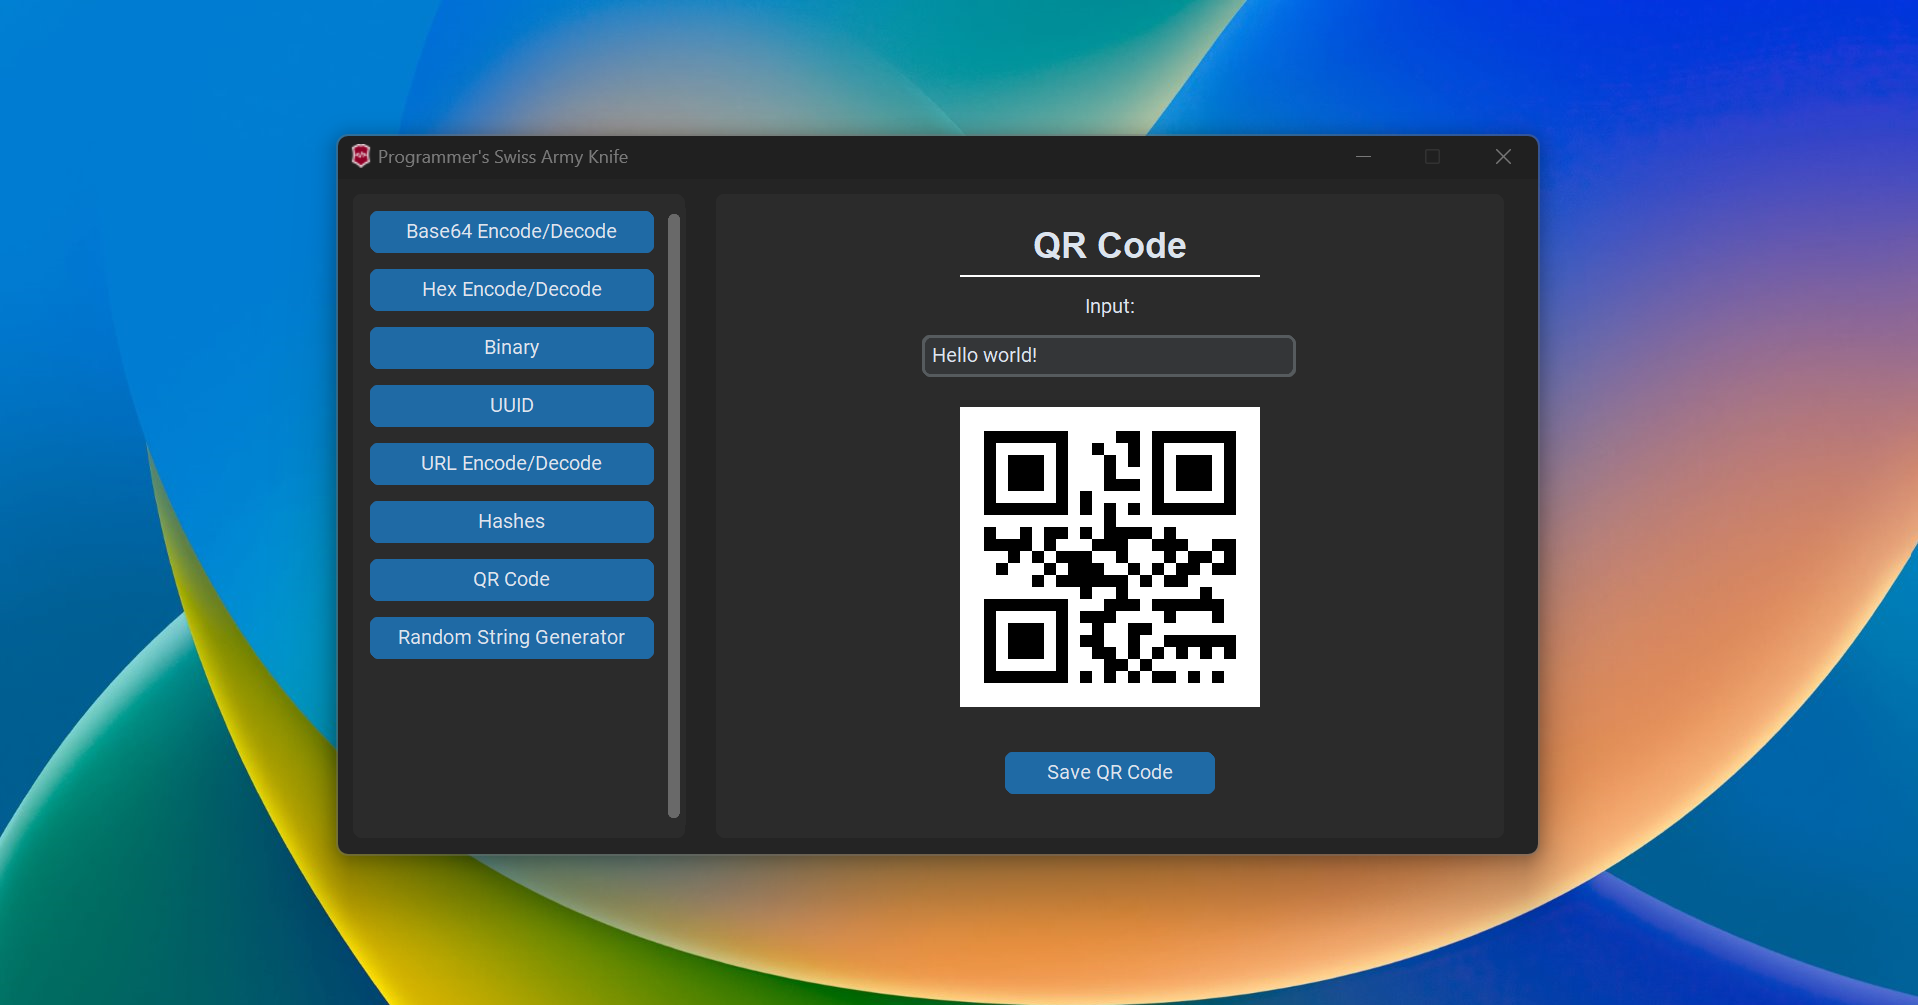 Programmer's Swiss Army Knife
Base64 Encode/Decode
Hex Encode/Decode
Binary
UUID
URL Encode/Decode
Hashes
QR Code
Random String Generator
QR Code
Input:
Hello world!
Save QR Code